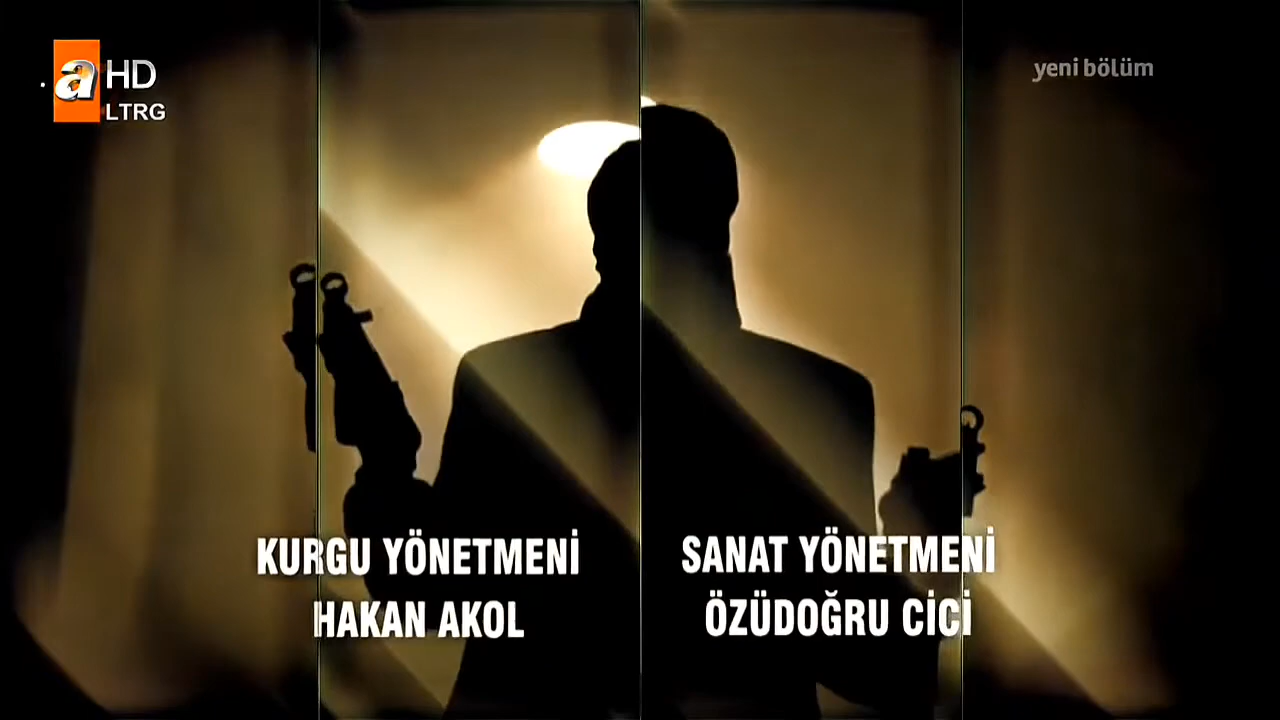 a HD
LTRG
yeni bölüm
KURGU YÖNETMENİ
HAKAN AKOL
SANAT YÖNETMENİ
ÖZÜDOĞRU CİCİ